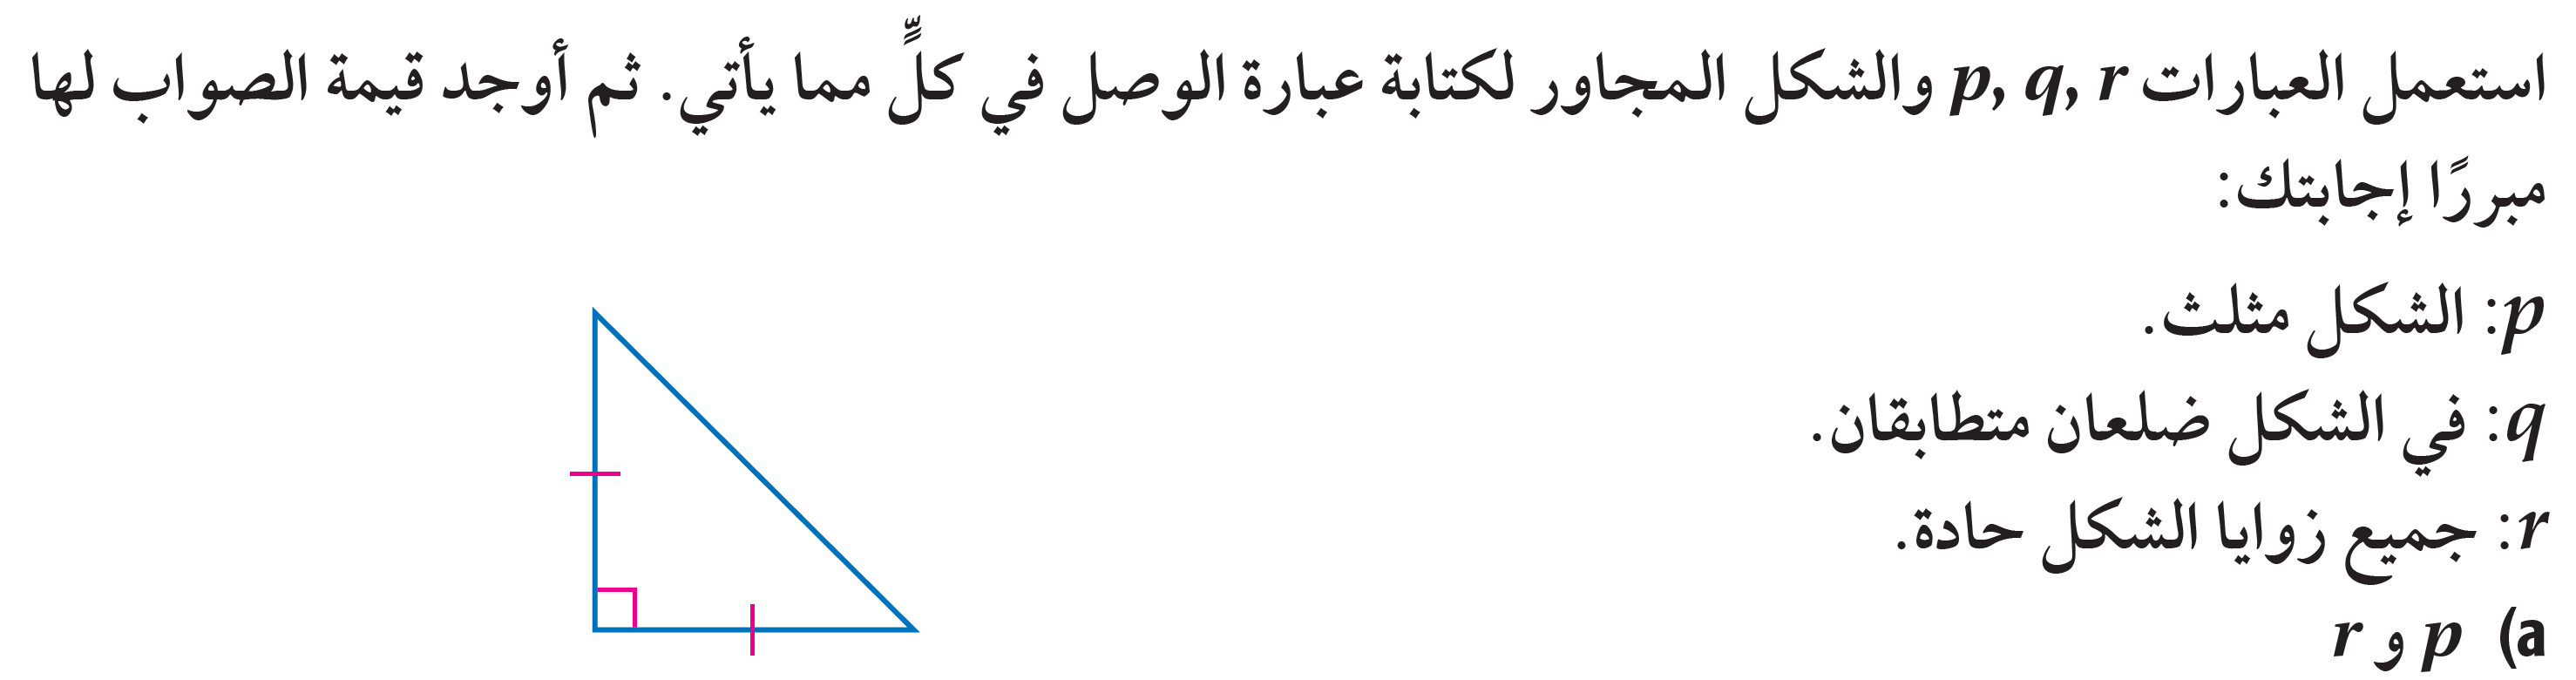 استعمل العبارات p, q, r والشكل المجاور لكتابة عبارة الوصل في كلٍّ مما يأتي. ثم أوجد قيمة الصواب لها
مبررًا إجابتك:
p: الشكل مثلث.
q: في الشكل ضلعان متطابقان.
r: جميع زوايا الشكل حادة.
a) p و r